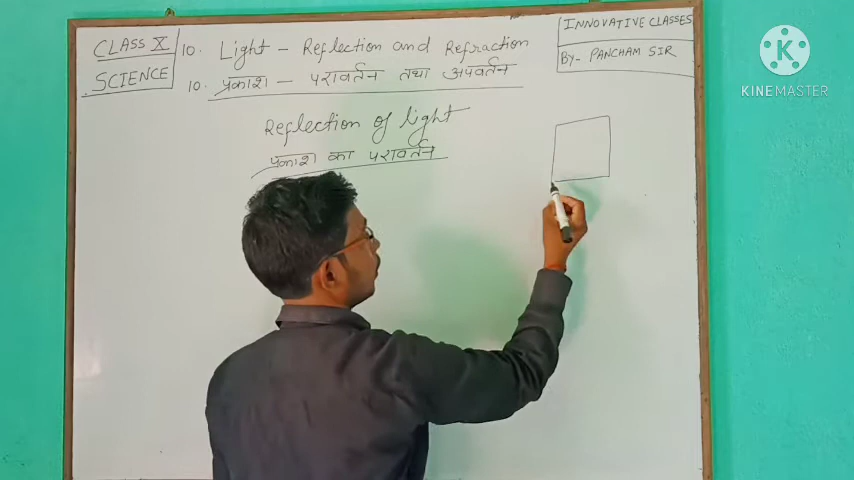 CLASS X
SCIENCE
10. Light - Reflection and Refraction
10. प्रकाश - परावर्तन तथा अपवर्तन
INNOVATIVE CLASSES
BY- PANCHAM SIR
Reflection of light
प्रकाश का परावर्तन
KINEMASTER